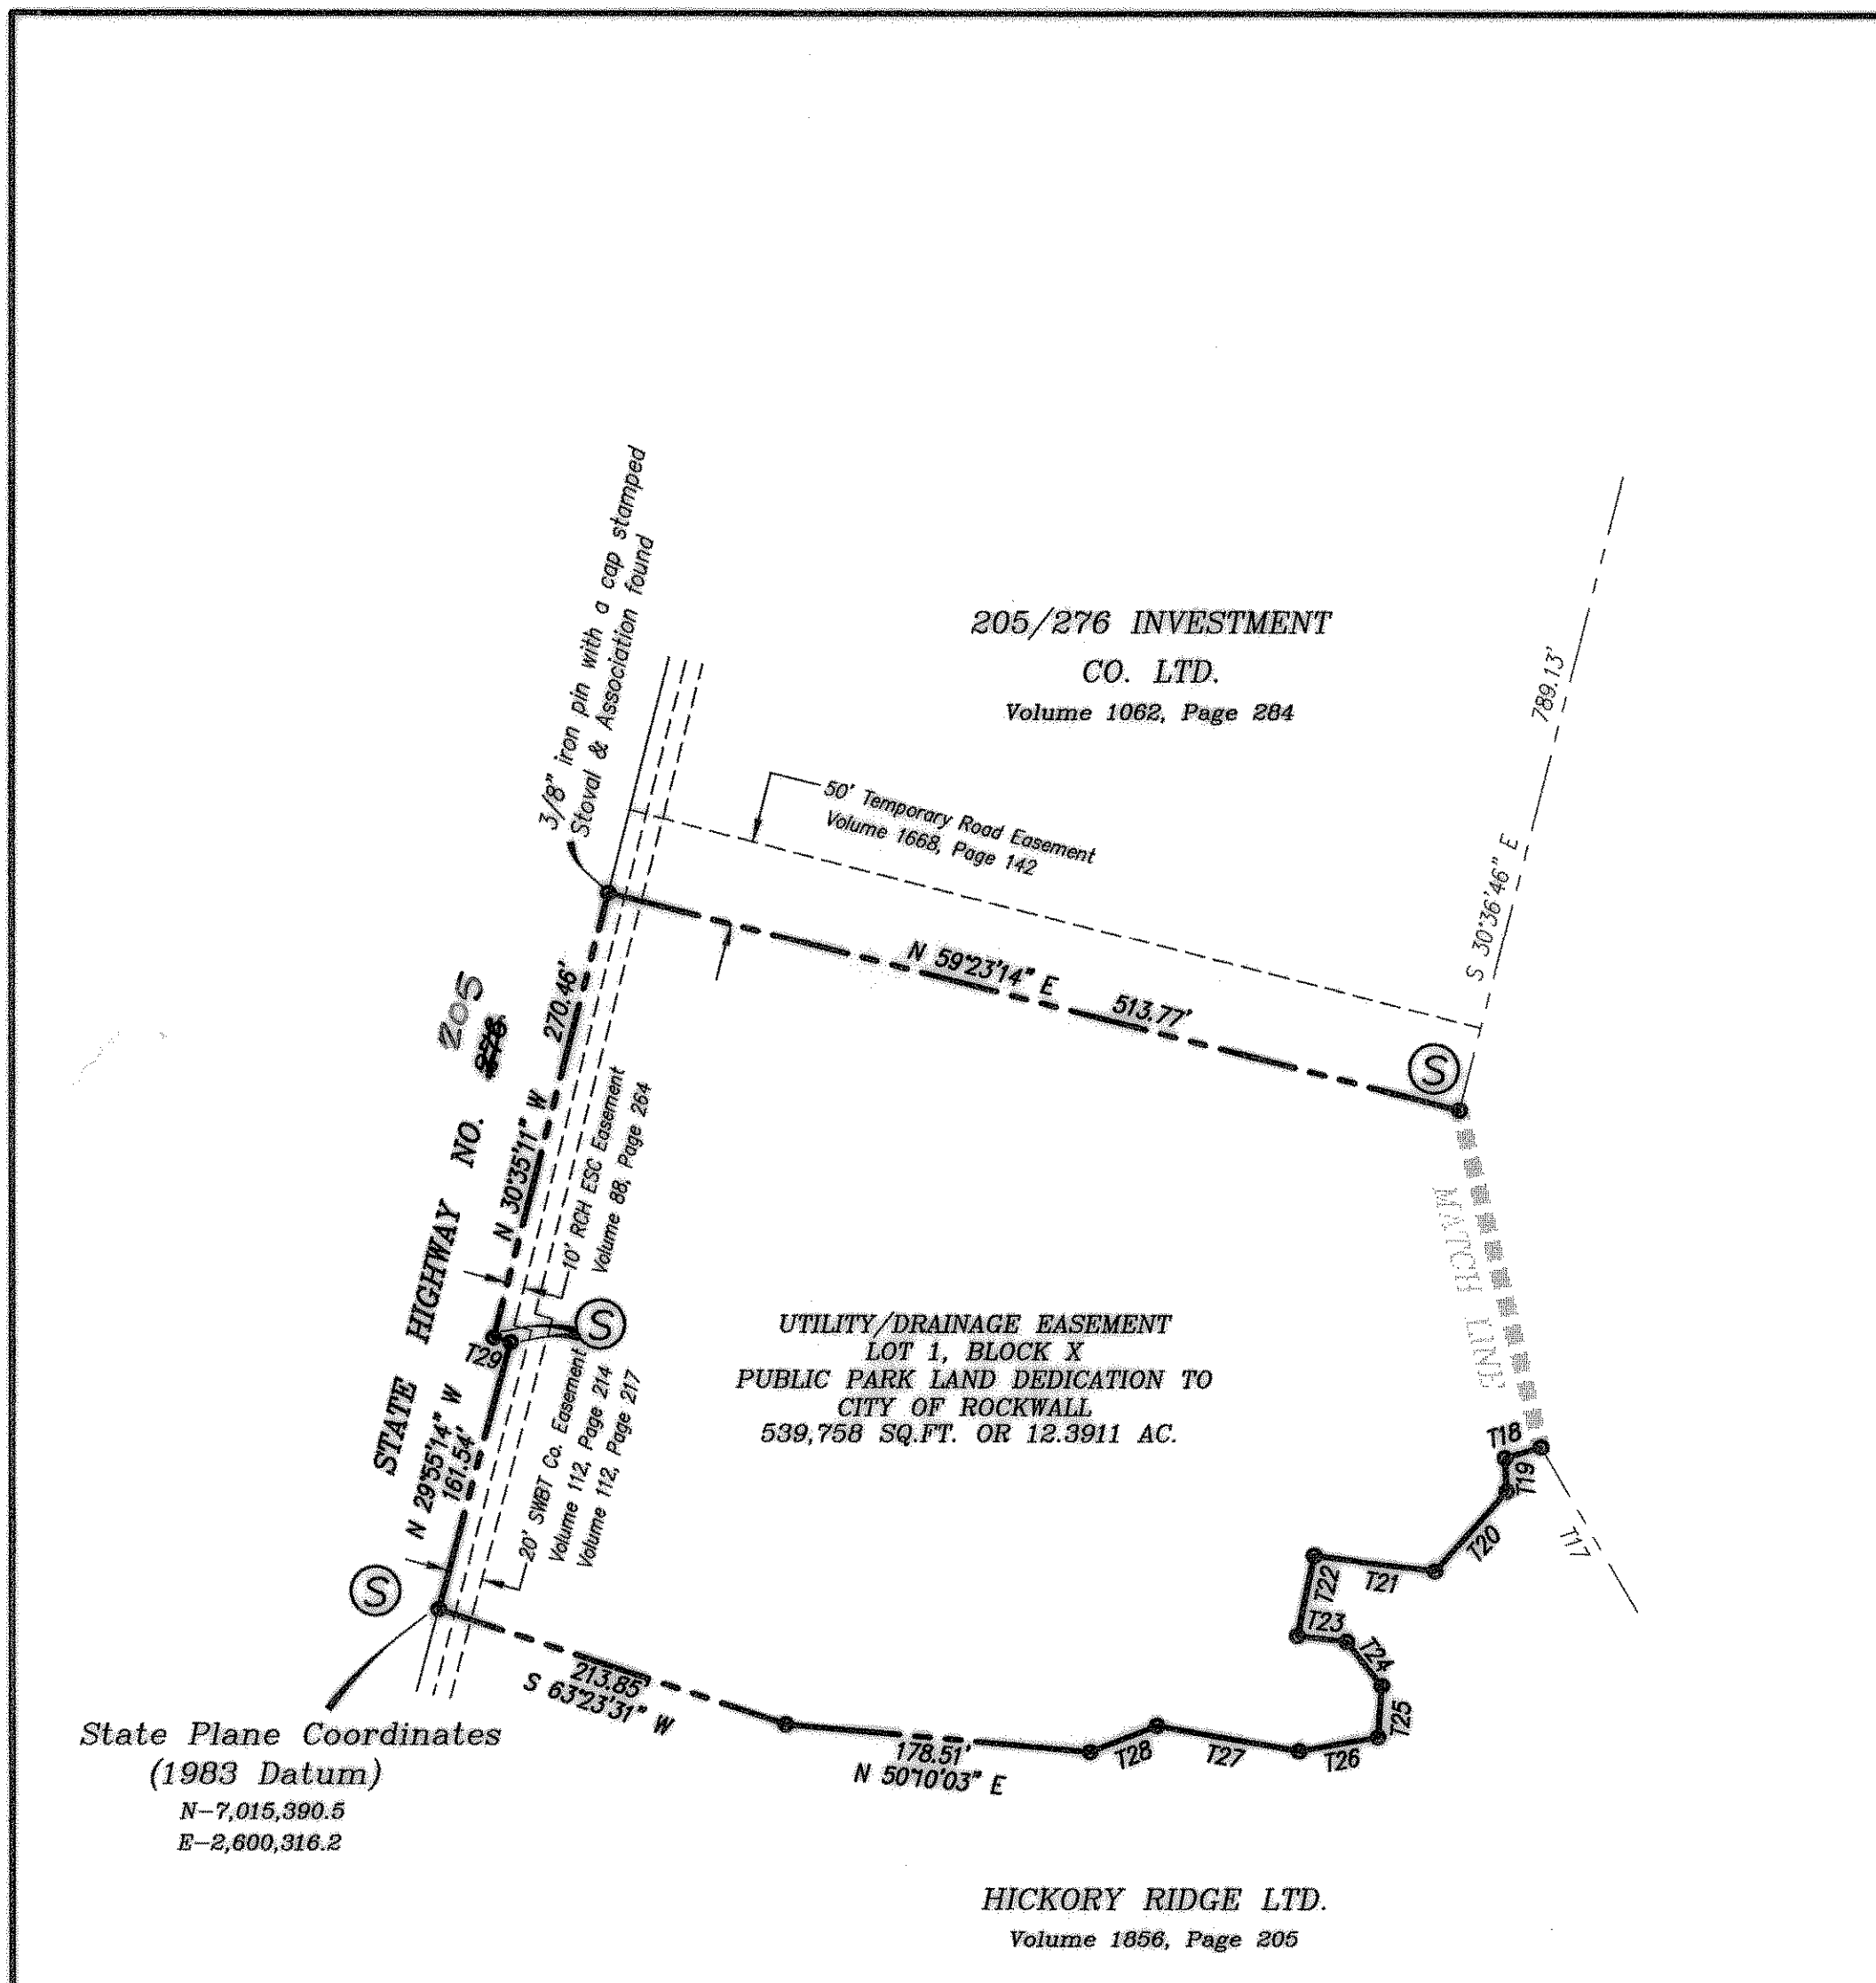 3/8" iron pin with a cap stamped
Stoval & Association found
205/276 INVESTMENT
CO. LTD.
Volume 1062, Page 284
789.13'
S 30°36'46" E
50' Temporary Road Easement
Volume 1668, Page 142
N 59°23'14" E
513.77'
S
205
STATE HIGHWAY NO. 276
270.46'
N 30°35'11" W
10' RCH ESC Easement
Volume 88, Page 264
MATCH LINE
S
T29
UTILITY/DRAINAGE EASEMENT
LOT 1, BLOCK X
PUBLIC PARK LAND DEDICATION TO
CITY OF ROCKWALL
539,758 SQ.FT. OR 12.3911 AC.
N 29°55'14" W
161.54'
20' SWBT Co. Easement
Volume 112, Page 214
Volume 112, Page 217
S
T18
T19
T17
T20
T21
T22
T23
T24
T25
T26
T27
T28
213.85'
S 63°23'31" W
178.51'
N 50°10'03" E
State Plane Coordinates
(1983 Datum)
N-7,015,390.5
E-2,600,316.2
HICKORY RIDGE LTD.
Volume 1856, Page 205